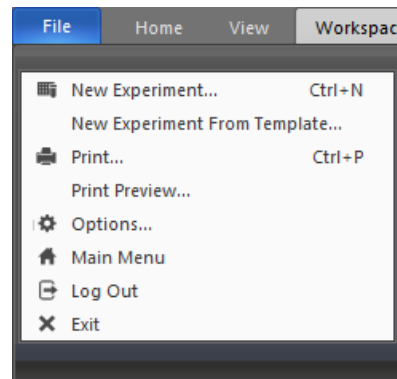 File Home View Workspac
New Experiment... Ctrl+N
New Experiment From Template...
Print... Ctrl+P
Print Preview...
Options...
Main Menu
Log Out
Exit